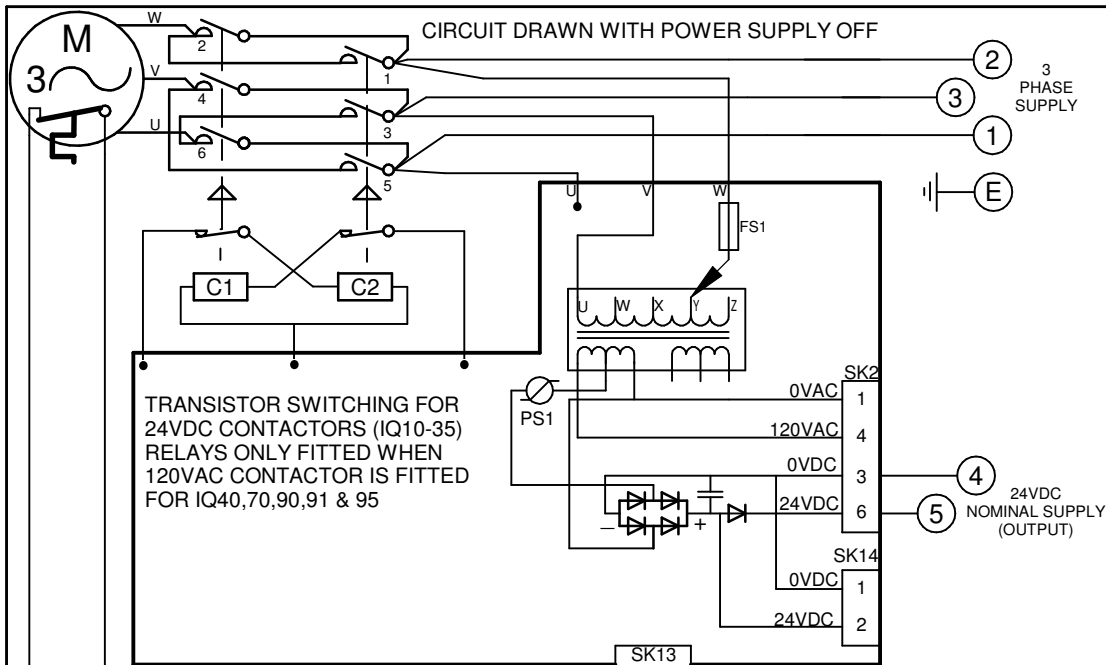 CIRCUIT DRAWN WITH POWER SUPPLY OFF
M
3
W
V
U
2
4
6
1
3
5
2
3
1
E
3
PHASE
SUPPLY
U
V
W
FS1
C1
C2
U
W
X
Y
Z
PS1
TRANSISTOR SWITCHING FOR
24VDC CONTACTORS (IQ10-35)
RELAYS ONLY FITTED WHEN
120VAC CONTACTOR IS FITTED
FOR IQ40,70,90,91 & 95
SK2
0VAC
1
120VAC
4
0VDC
3
24VDC
6
4
5
24VDC
NOMINAL SUPPLY
(OUTPUT)
–
+
SK14
0VDC
1
24VDC
2
SK13